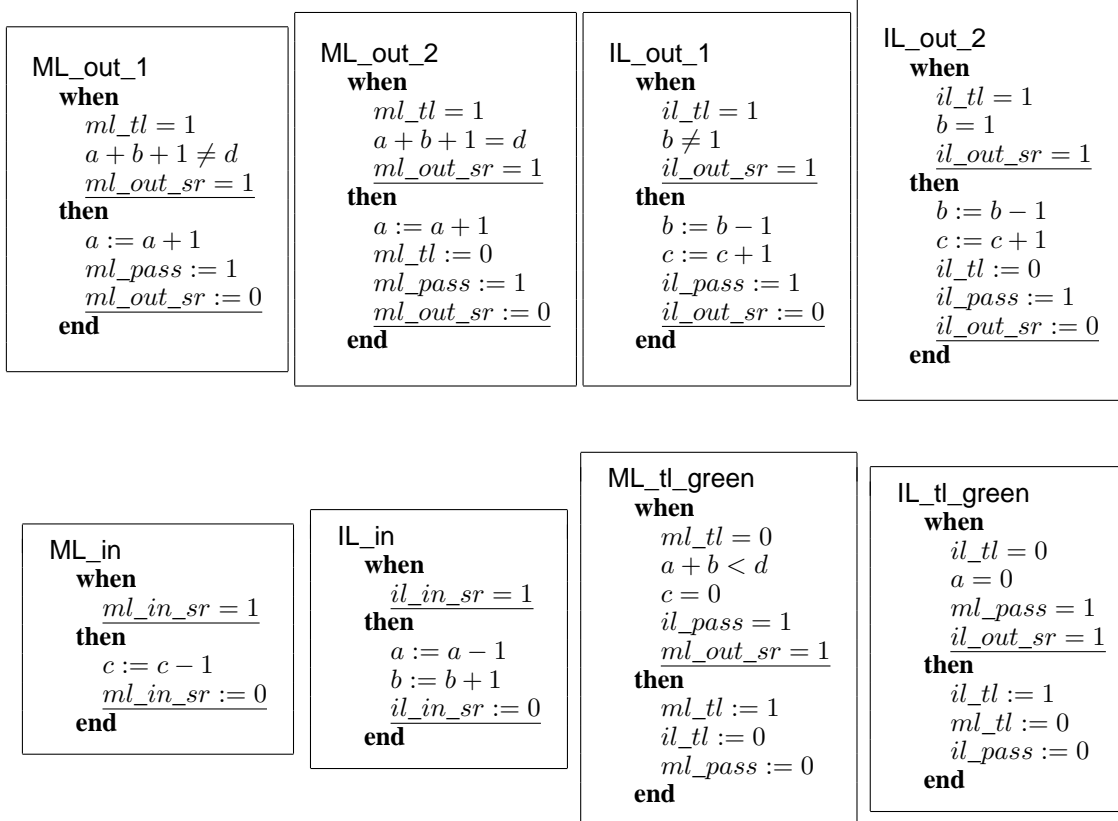 ML_out_1
when
ml_tl = 1
a + b + 1 ≠ d
ml_out_sr = 1
then
a := a + 1
ml_pass := 1
ml_out_sr := 0
end
ML_out_2
when
ml_tl = 1
a + b + 1 = d
ml_out_sr = 1
then
a := a + 1
ml_tl := 0
ml_pass := 1
ml_out_sr := 0
end
IL_out_1
when
il_tl = 1
b ≠ 1
il_out_sr = 1
then
b := b − 1
c := c + 1
il_pass := 1
il_out_sr := 0
end
IL_out_2
when
il_tl = 1
b = 1
il_out_sr = 1
then
b := b − 1
c := c + 1
il_tl := 0
il_pass := 1
il_out_sr := 0
end
ML_in
when
ml_in_sr = 1
then
c := c − 1
ml_in_sr := 0
end
IL_in
when
il_in_sr = 1
then
a := a − 1
b := b + 1
il_in_sr := 0
end
ML_tl_green
when
ml_tl = 0
a + b < d
c = 0
il_pass = 1
ml_out_sr = 1
then
ml_tl := 1
il_tl := 0
ml_pass := 0
end
IL_tl_green
when
il_tl = 0
a = 0
ml_pass = 1
il_out_sr = 1
then
il_tl := 1
ml_tl := 0
il_pass := 0
end